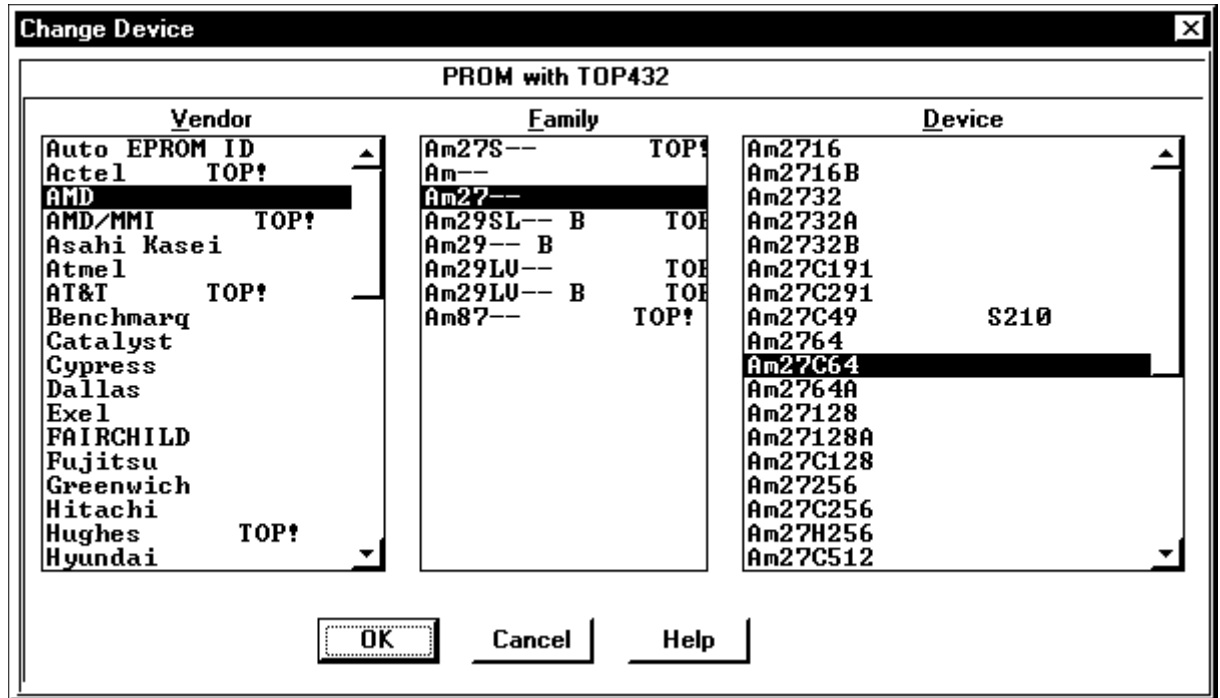 Change Device
PROM with TOP432
Vendor
Auto EPROM ID
Actel TOP!
AMD
AMD/MMI TOP!
Asahi Kasei
Atmel
AT&T TOP!
Benchmarq
Catalyst
Cypress
Dallas
Exel
FAIRCHILD
Fujitsu
Greenwich
Hitachi
Hughes TOP!
Hyundai
Family
Am27S-- TOP!
Am--
Am27--
Am29SL-- B TO
Am29-- B
Am29LV-- TO
Am29LV-- B TO
Am87-- TOP!
Device
Am2716
Am2716B
Am2732
Am2732A
Am2732B
Am27C191
Am27C291
Am27C49 S210
Am2764
Am27C64
Am2764A
Am27128
Am27128A
Am27C128
Am27256
Am27C256
Am27H256
Am27C512
OK Cancel Help